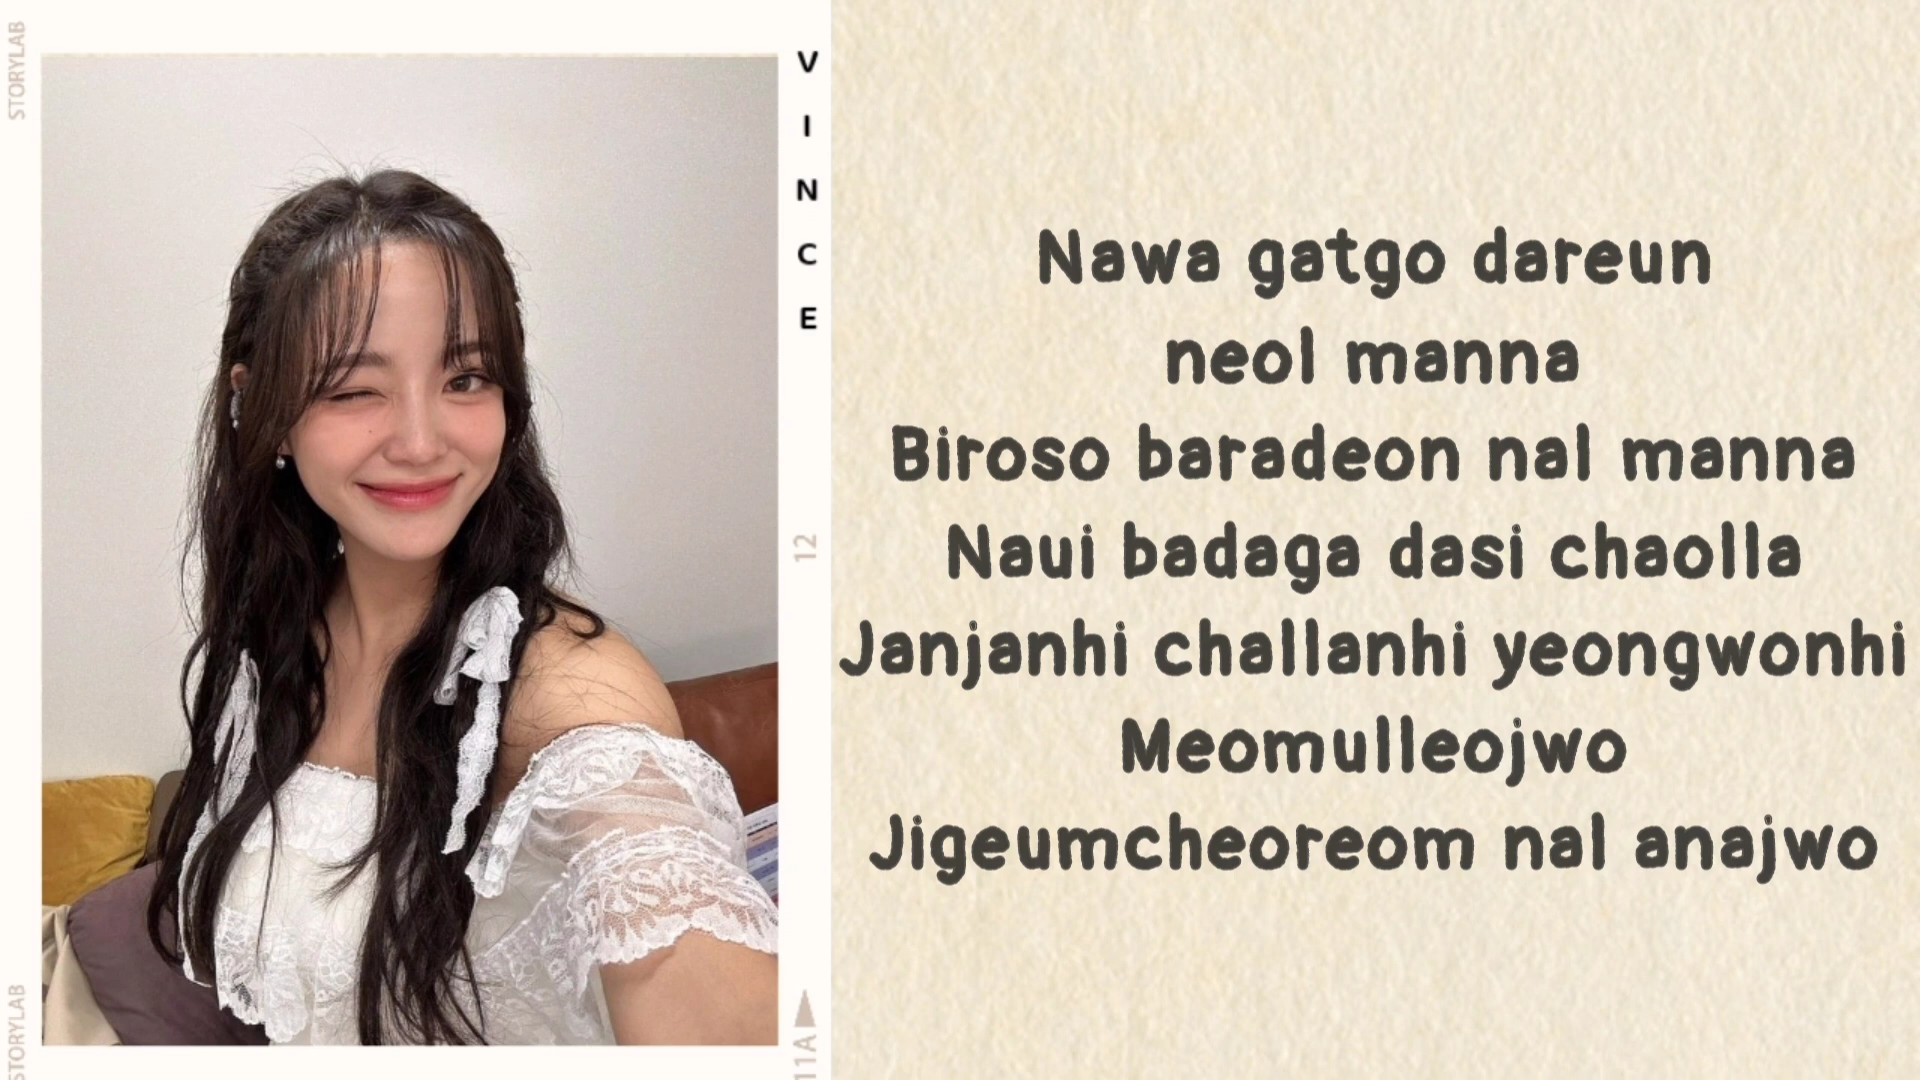 STORYLAB
STORYLAB
VINCE
12
11A
Nawa gatgo dareun
neol manna
Biroso baradeon nal manna
Naui badaga dasi chaolla
Janjanhi challanhi yeongwonhi
Meomulleojwo
Jigeumcheoreom nal anajwo